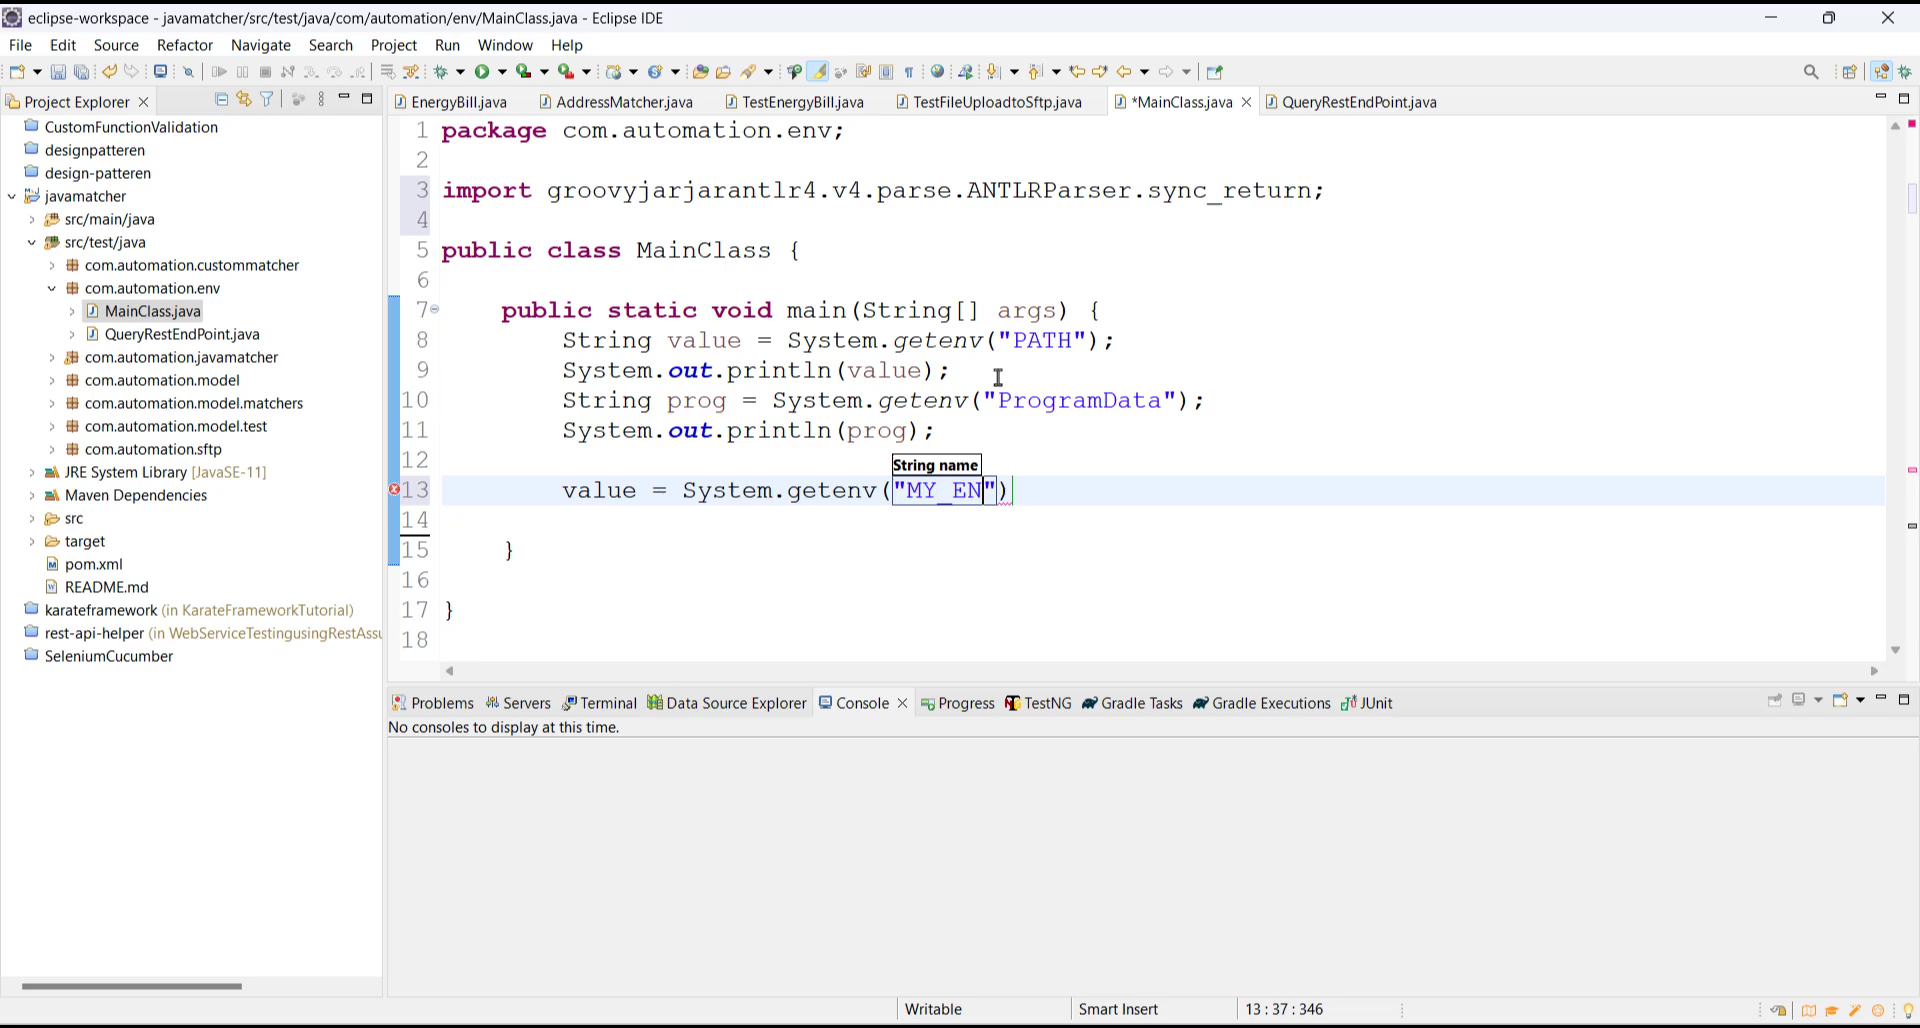 eclipse-workspace - javamatcher/src/test/java/com/automation/env/MainClass.java - Eclipse IDE
File Edit Source Refactor Navigate Search Project Run Window Help
Project Explorer
CustomFunctionValidation
designpatteren
design-patteren
javamatcher
src/main/java
src/test/java
com.automation.custommatcher
com.automation.env
MainClass.java
QueryRestEndPoint.java
com.automation.javamatcher
com.automation.model
com.automation.model.matchers
com.automation.model.test
com.automation.sftp
JRE System Library [JavaSE-11]
Maven Dependencies
src
target
pom.xml
README.md
karateframework (in KarateFrameworkTutorial)
rest-api-helper (in WebServiceTestingusingRestAssu
SeleniumCucumber
EnergyBill.java AddressMatcher.java TestEnergyBill.java TestFileUploadtoSftp.java *MainClass.java QueryRestEndPoint.java
1 package com.automation.env;
2
3 import groovyjarjarantlr4.v4.parse.ANTLRParser.sync_return;
4
5 public class MainClass {
6
7 public static void main(String[] args) {
8 String value = System.getenv("PATH");
9 System.out.println(value);
10 String prog = System.getenv("ProgramData");
11 System.out.println(prog);
12
String name
13 value = System.getenv("MY_EN")
14
15 }
16
17 }
18
Problems Servers Terminal Data Source Explorer Console Progress TestNG Gradle Tasks Gradle Executions JUnit
No consoles to display at this time.
Writable Smart Insert 13 : 37 : 346